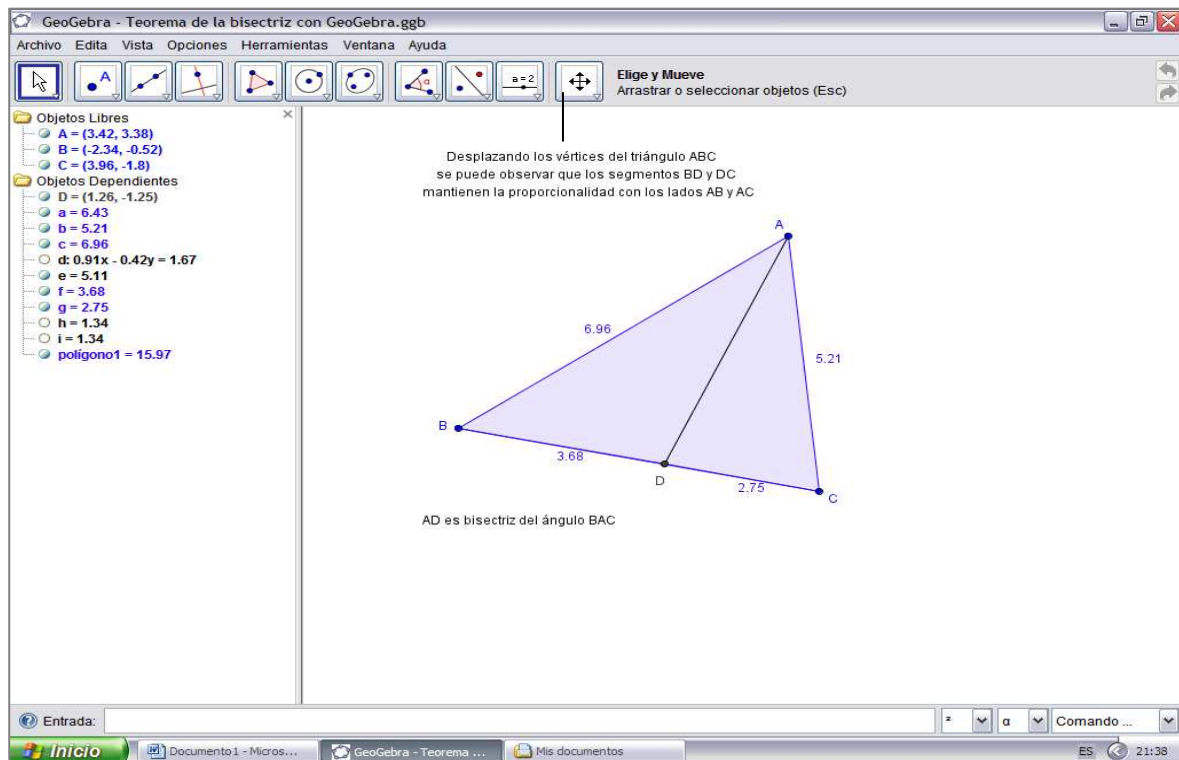 GeoGebra - Teorema de la bisectriz con GeoGebra.ggb
Archivo Edita Vista Opciones Herramientas Ventana Ayuda
A
α
a=2
Elige y Mueve
Arrastrar o seleccionar objetos (Esc)
Objetos Libres
A = (3.42, 3.38)
B = (-2.34, -0.52)
C = (3.96, -1.8)
Objetos Dependientes
D = (1.26, -1.25)
a = 6.43
b = 5.21
c = 6.96
d: 0.91x - 0.42y = 1.67
e = 5.11
f = 3.68
g = 2.75
h = 1.34
i = 1.34
polígono1 = 15.97
Desplazando los vértices del triángulo ABC
se puede observar que los segmentos BD y DC
mantienen la proporcionalidad con los lados AB y AC
A
6.96
5.21
B
3.68
D
2.75
C
AD es bisectriz del ángulo BAC
Entrada:
²
α
Comando ...
Inicio
Documento1 - Micros...
GeoGebra - Teorema ...
Mis documentos
ES
21:38